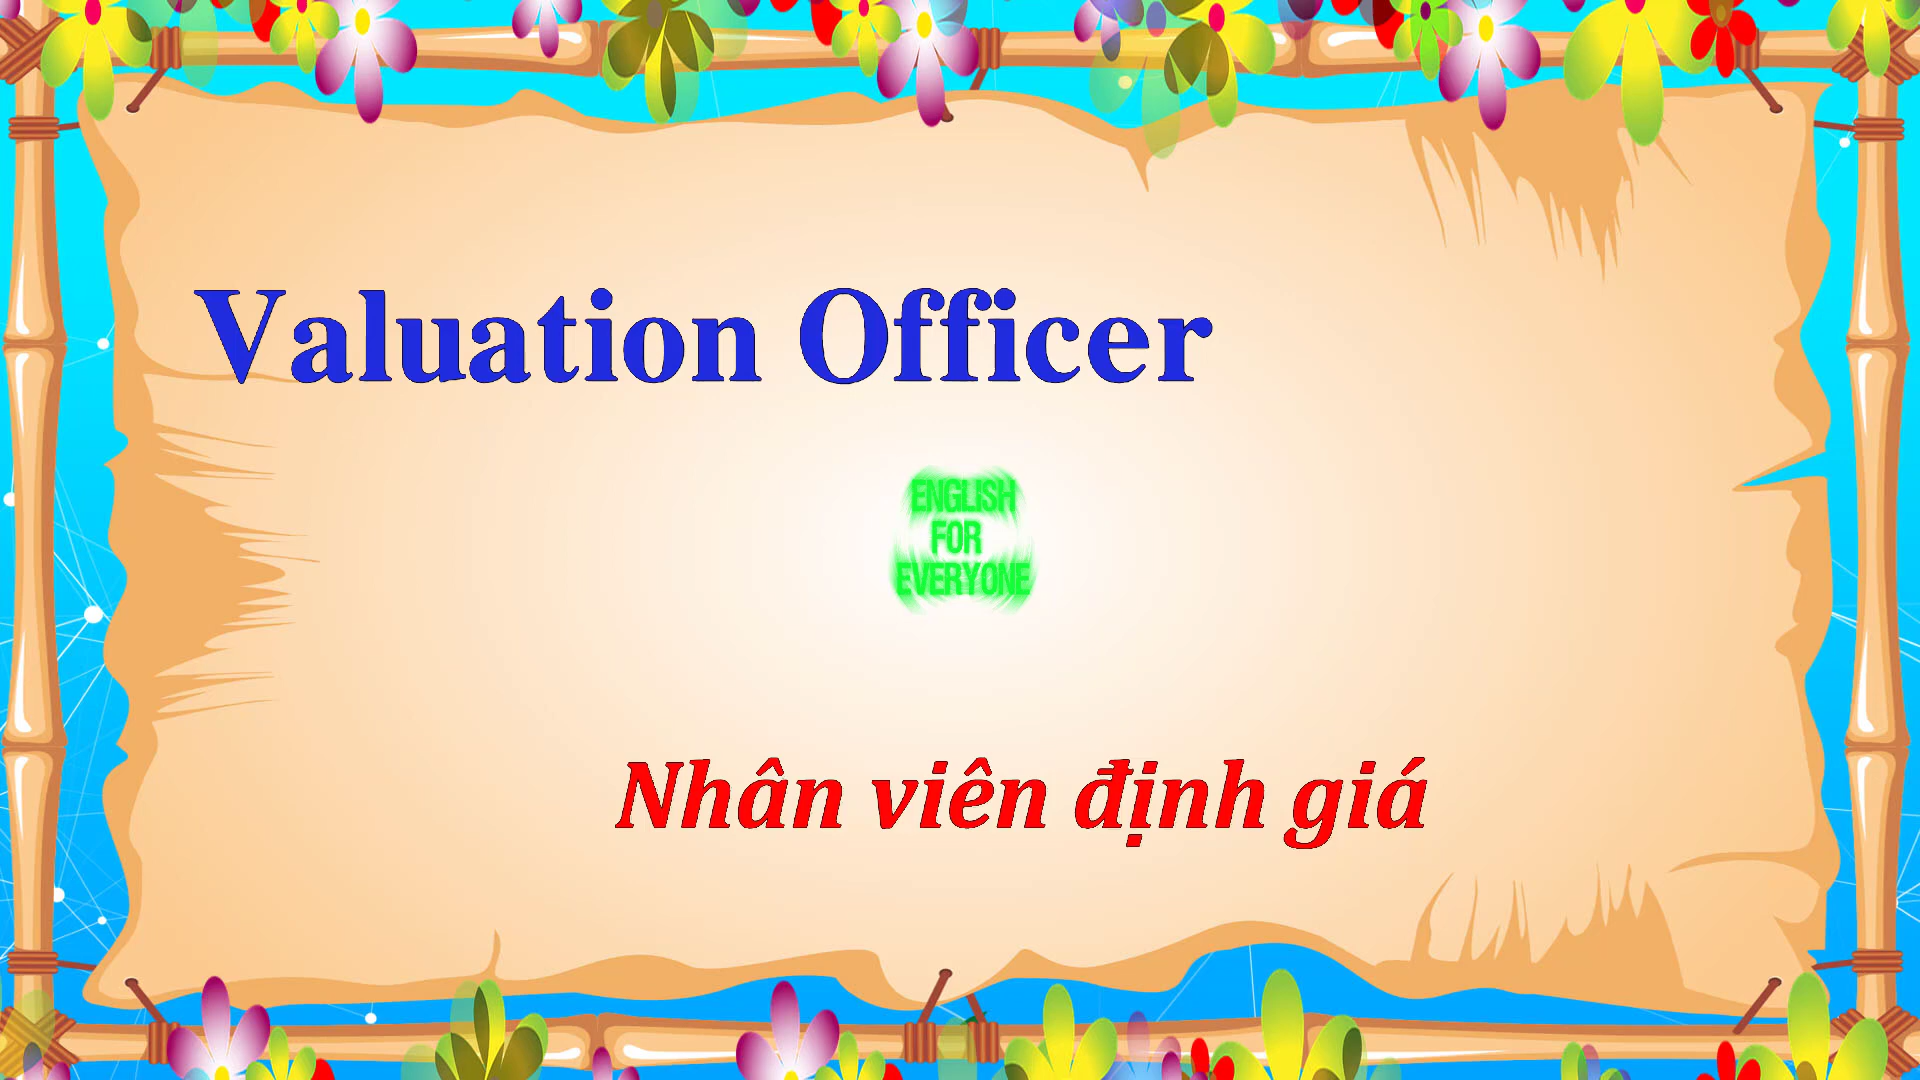 Valuation Officer
ENGLISH
FOR
EVERYONE
Nhân viên định giá